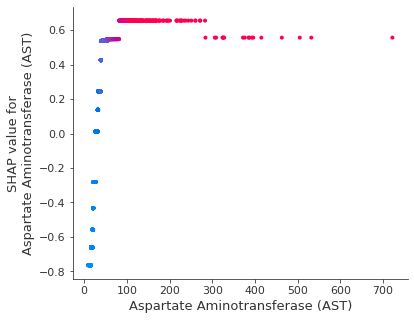 0.6
0.4
0.2
0.0
−0.2
−0.4
−0.6
−0.8
SHAP value for
Aspartate Aminotransferase (AST)
0 100 200 300 400 500 600 700
Aspartate Aminotransferase (AST)